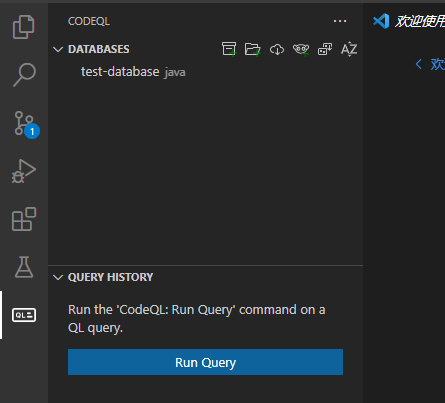 CODEQL
欢迎使用
DATABASES
欢
test-database java
1
QL
QUERY HISTORY
Run the 'CodeQL: Run Query' command on a
QL query.
Run Query